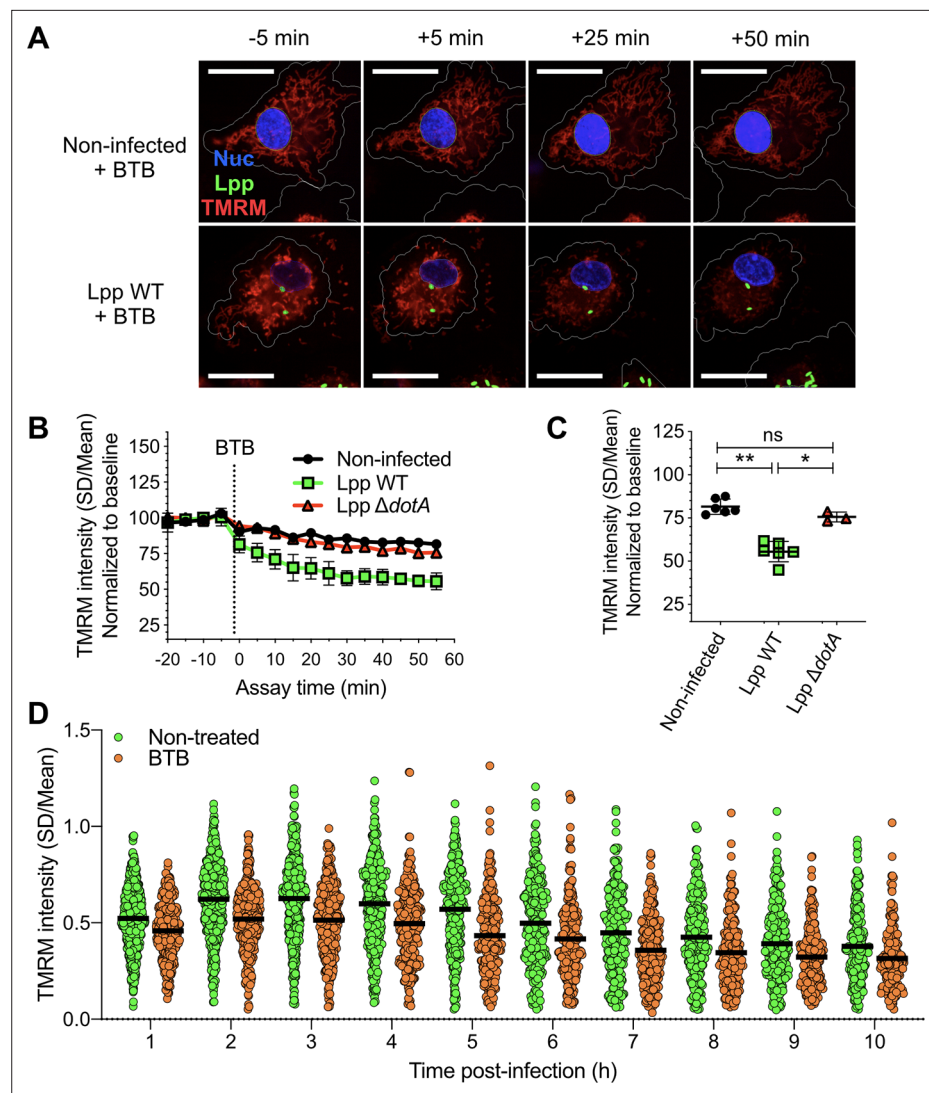 A
-5 min
+5 min
+25 min
+50 min
Non-infected
+ BTB
Nuc
Lpp
TMRM
Lpp WT
+ BTB
B
TMRM intensity (SD/Mean)
Normalized to baseline
150
125
100
75
50
25
BTB
Non-infected
Lpp WT
Lpp ΔdotA
-20
-10
0
10
20
30
40
50
60
Assay time (min)
C
TMRM intensity (SD/Mean)
Normalized to baseline
125
100
75
50
25
ns
**
*
Non-infected
Lpp WT
Lpp ΔdotA
D
TMRM intensity (SD/Mean)
1.5
1.0
0.5
0.0
Non-treated
BTB
1
2
3
4
5
6
7
8
9
10
Time post-infection (h)